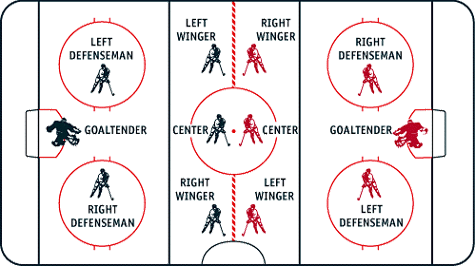 LEFT
WINGER
RIGHT
WINGER
LEFT
DEFENSEMAN
RIGHT
DEFENSEMAN
GOALTENDER
CENTER
CENTER
GOALTENDER
RIGHT
WINGER
LEFT
WINGER
RIGHT
DEFENSEMAN
LEFT
DEFENSEMAN